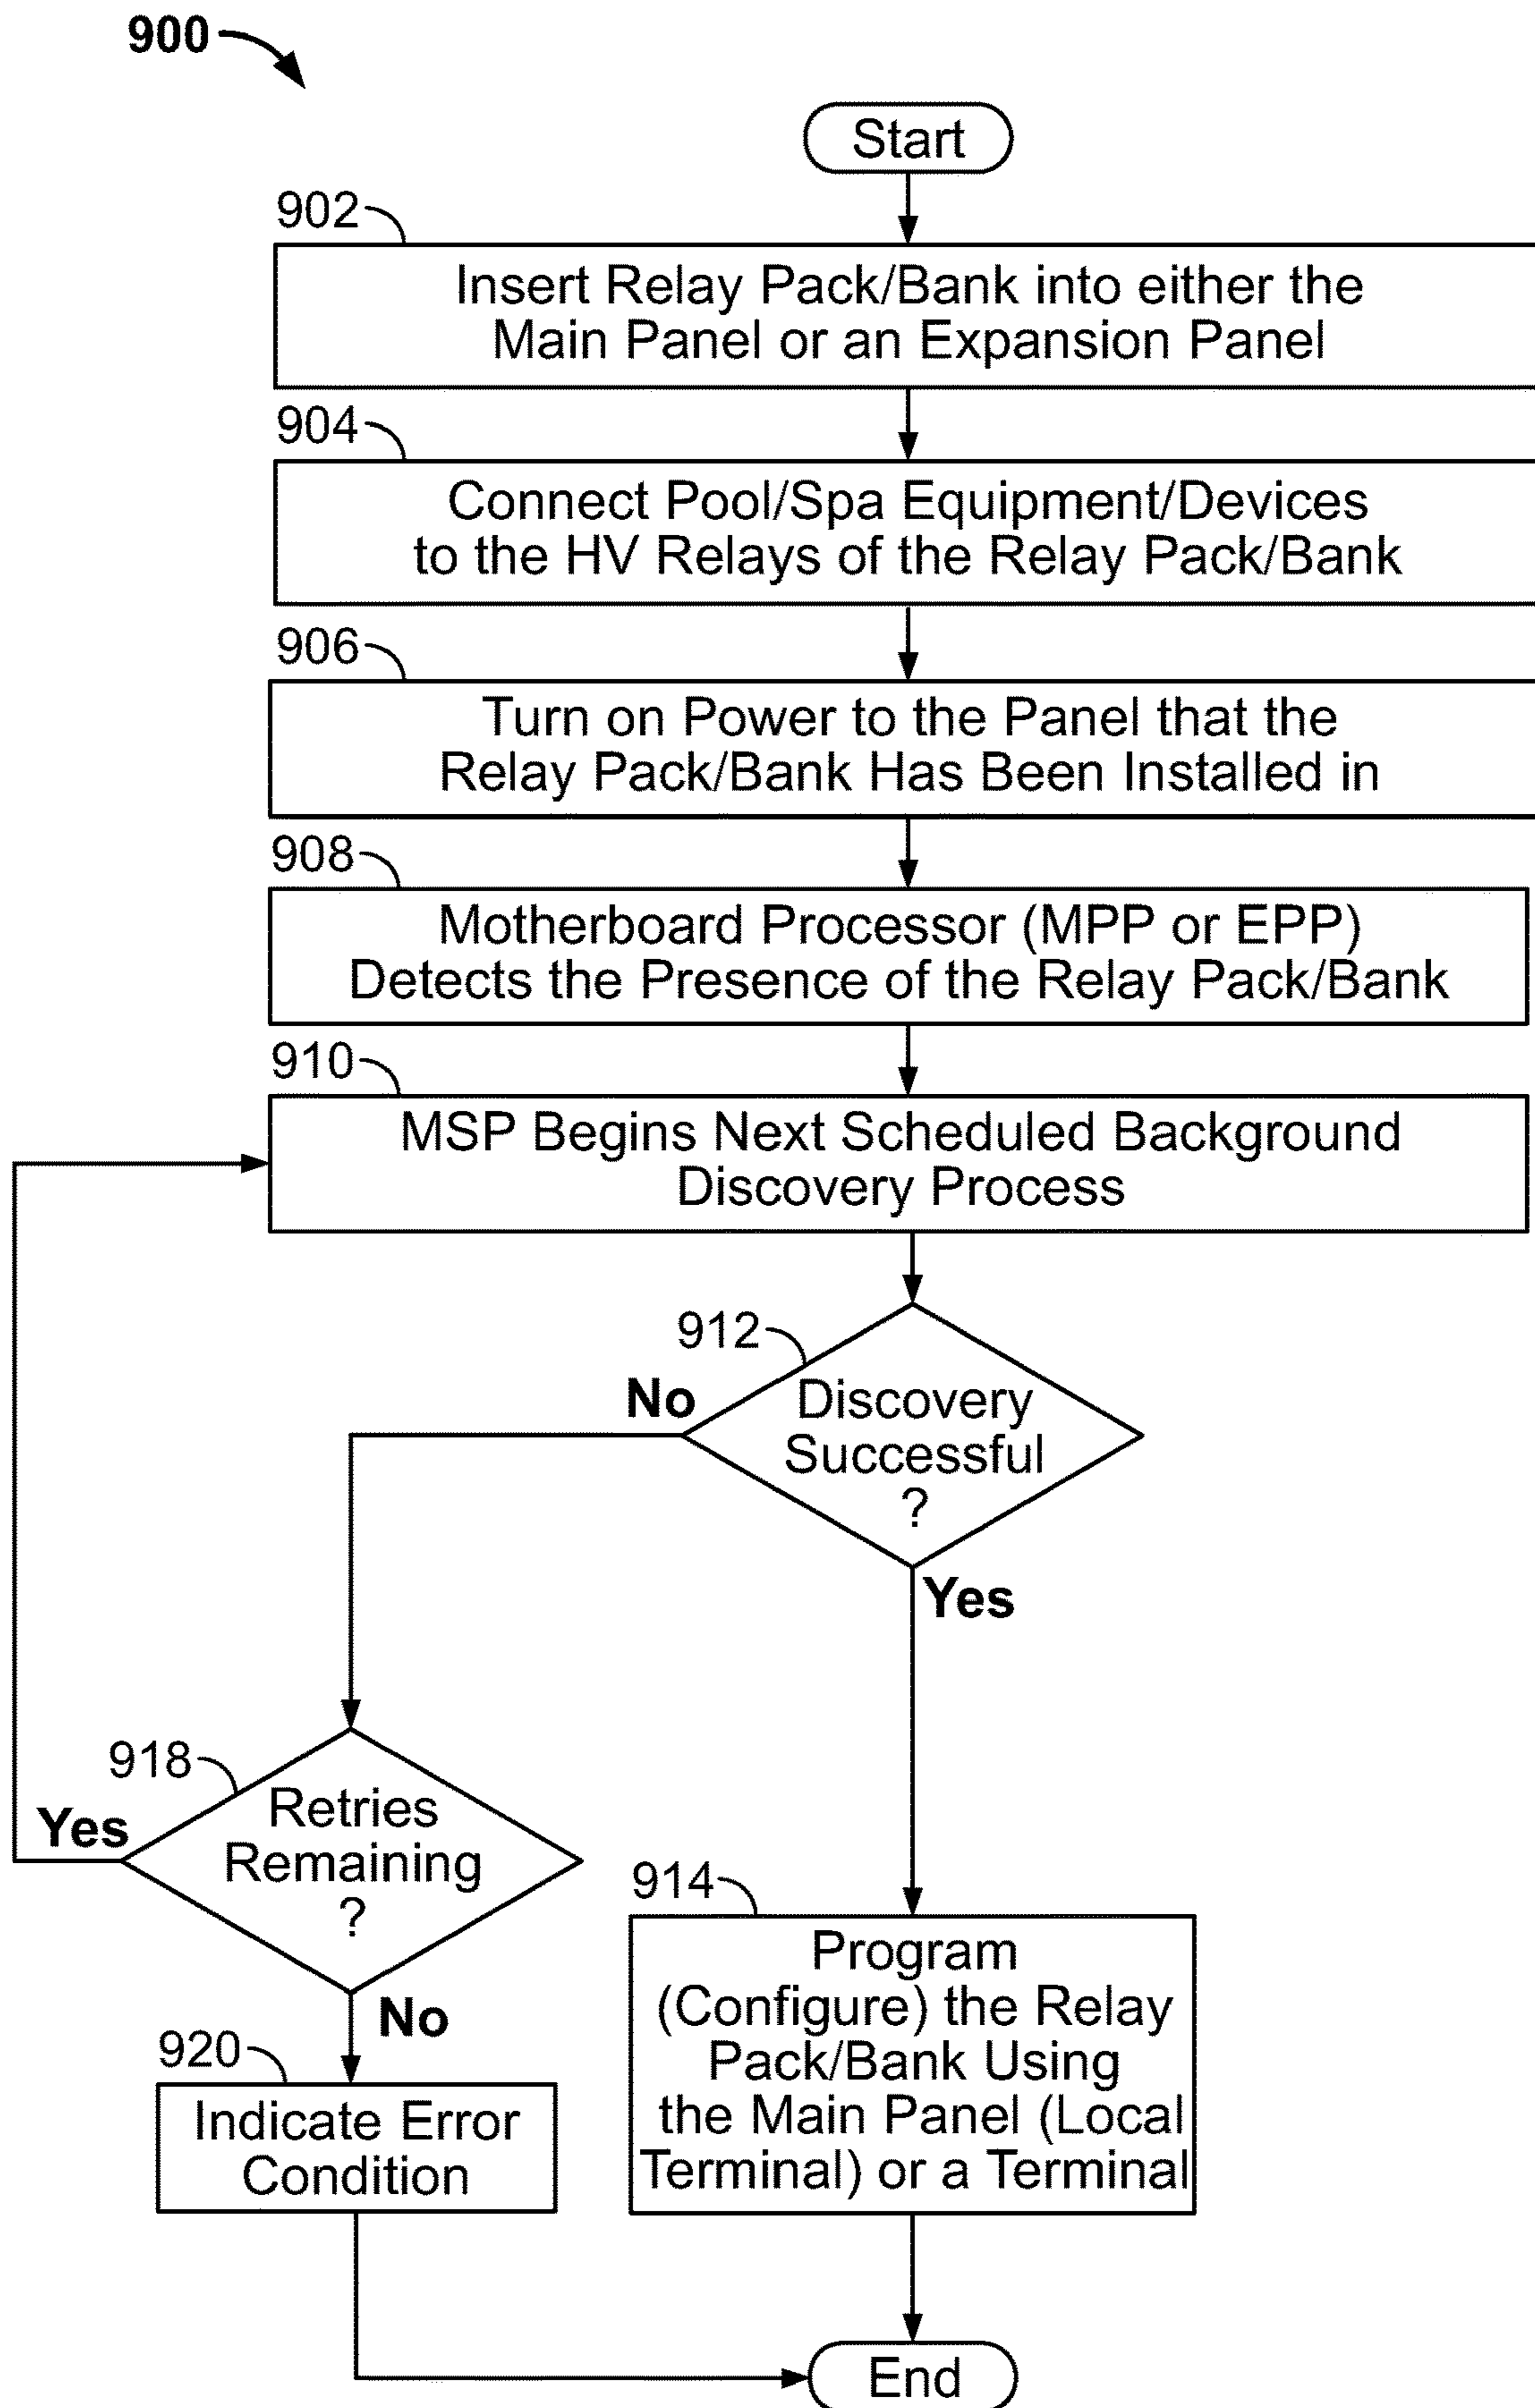 900
Start
902
Insert Relay Pack/Bank into either the
Main Panel or an Expansion Panel
904
Connect Pool/Spa Equipment/Devices
to the HV Relays of the Relay Pack/Bank
906
Turn on Power to the Panel that the
Relay Pack/Bank Has Been Installed in
908
Motherboard Processor (MPP or EPP)
Detects the Presence of the Relay Pack/Bank
910
MSP Begins Next Scheduled Background
Discovery Process
912
No
Discovery
Successful
?
Yes
918
Yes
Retries
Remaining
?
No
914
Program
(Configure) the Relay
Pack/Bank Using
the Main Panel (Local
Terminal) or a Terminal
920
Indicate Error
Condition
End